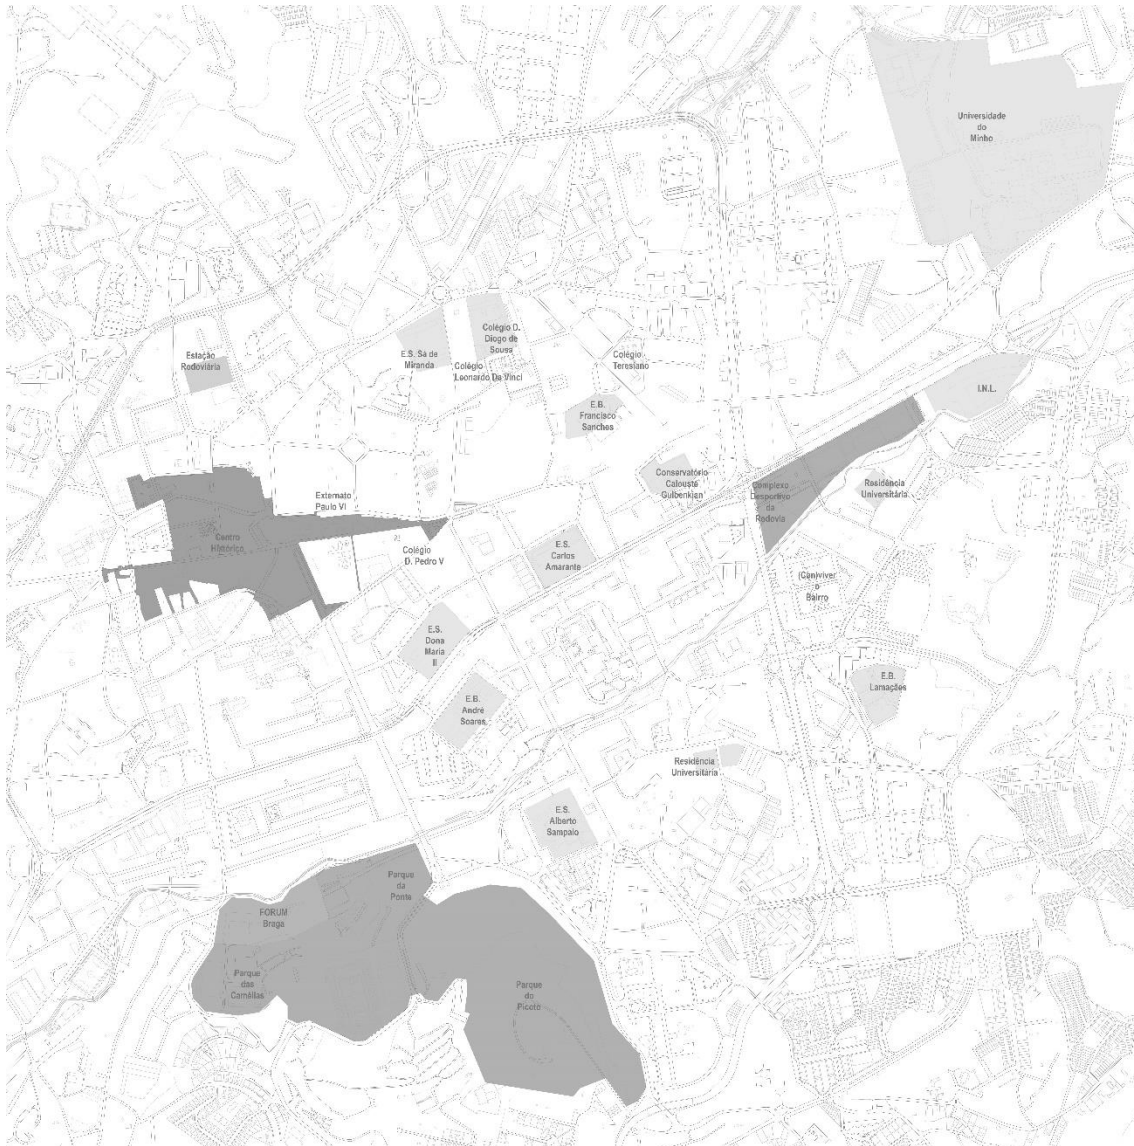 Universidade
do
Minho
Colégio D.
Diogo de
Sousa
E.S. Sá de
Miranda
Colégio
Leonardo Da Vinci
Colégio
Teresiano
Estação
Rodoviária
I.N.L.
E.B.
Francisco
Sanches
Conservatório
Calouste
Gulbenkian
Complexo
Desportivo
da
Rodovia
Residência
Universitária
Externato
Paulo VI
Centro
Histórico
Colégio
D. Pedro V
E.S.
Carlos
Amarante
(Con)viver
o
Bairro
E.S.
Dona
Maria
II
E.B.
Lamaçães
E.B.
André
Soares
Residência
Universitária
E.S.
Alberto
Sampaio
Parque
da
Ponte
FORUM
Braga
Parque
das
Camélias
Parque
do
Picoto